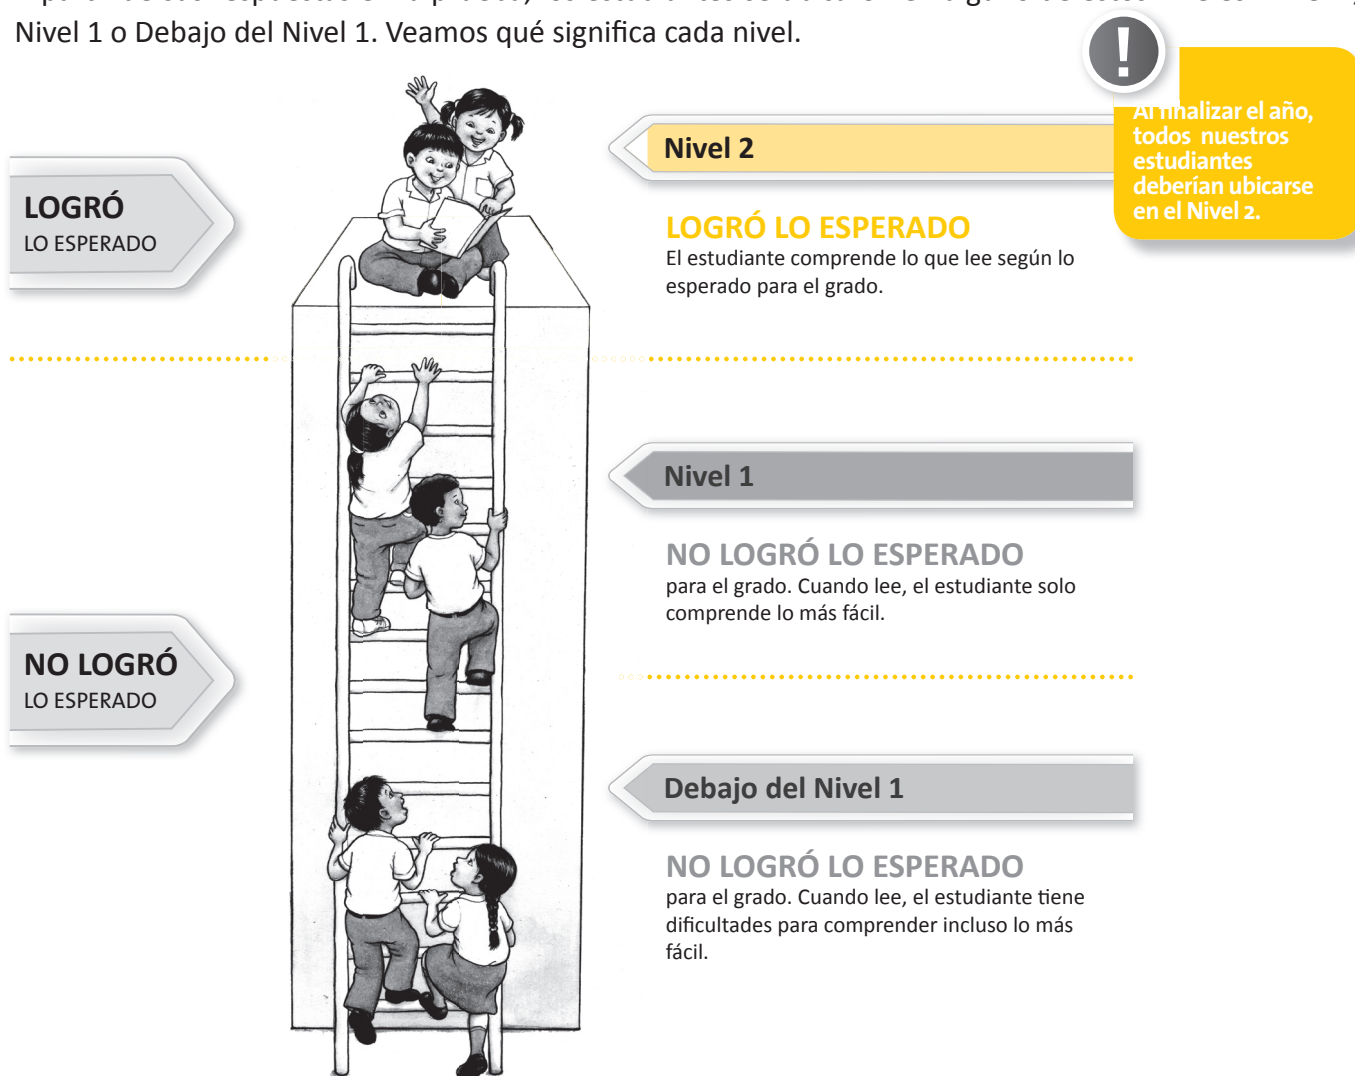 Nivel 1 o Debajo del Nivel 1. Veamos qué significa cada nivel.
Al finalizar el año,
todos nuestros
estudiantes
deberían ubicarse
en el Nivel 2.
LOGRÓ
LO ESPERADO
Nivel 2
LOGRÓ LO ESPERADO
El estudiante comprende lo que lee según lo
esperado para el grado.
Nivel 1
NO LOGRÓ LO ESPERADO
para el grado. Cuando lee, el estudiante solo
comprende lo más fácil.
NO LOGRÓ
LO ESPERADO
Debajo del Nivel 1
NO LOGRÓ LO ESPERADO
para el grado. Cuando lee, el estudiante tiene
dificultades para comprender incluso lo más
fácil.